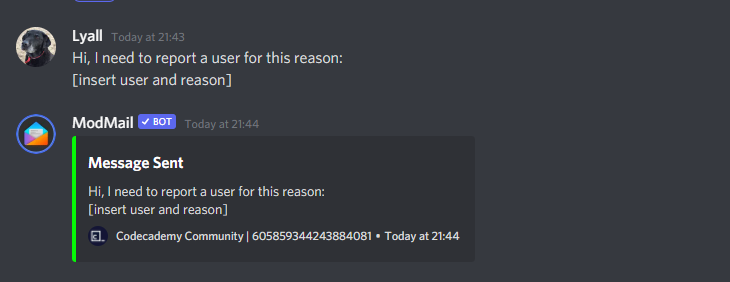 Lyall Today at 21:43
Hi, I need to report a user for this reason:
[insert user and reason]
ModMail ✓ BOT Today at 21:44
Message Sent
Hi, I need to report a user for this reason:
[insert user and reason]
Codecademy Community | 605859344243884081 • Today at 21:44